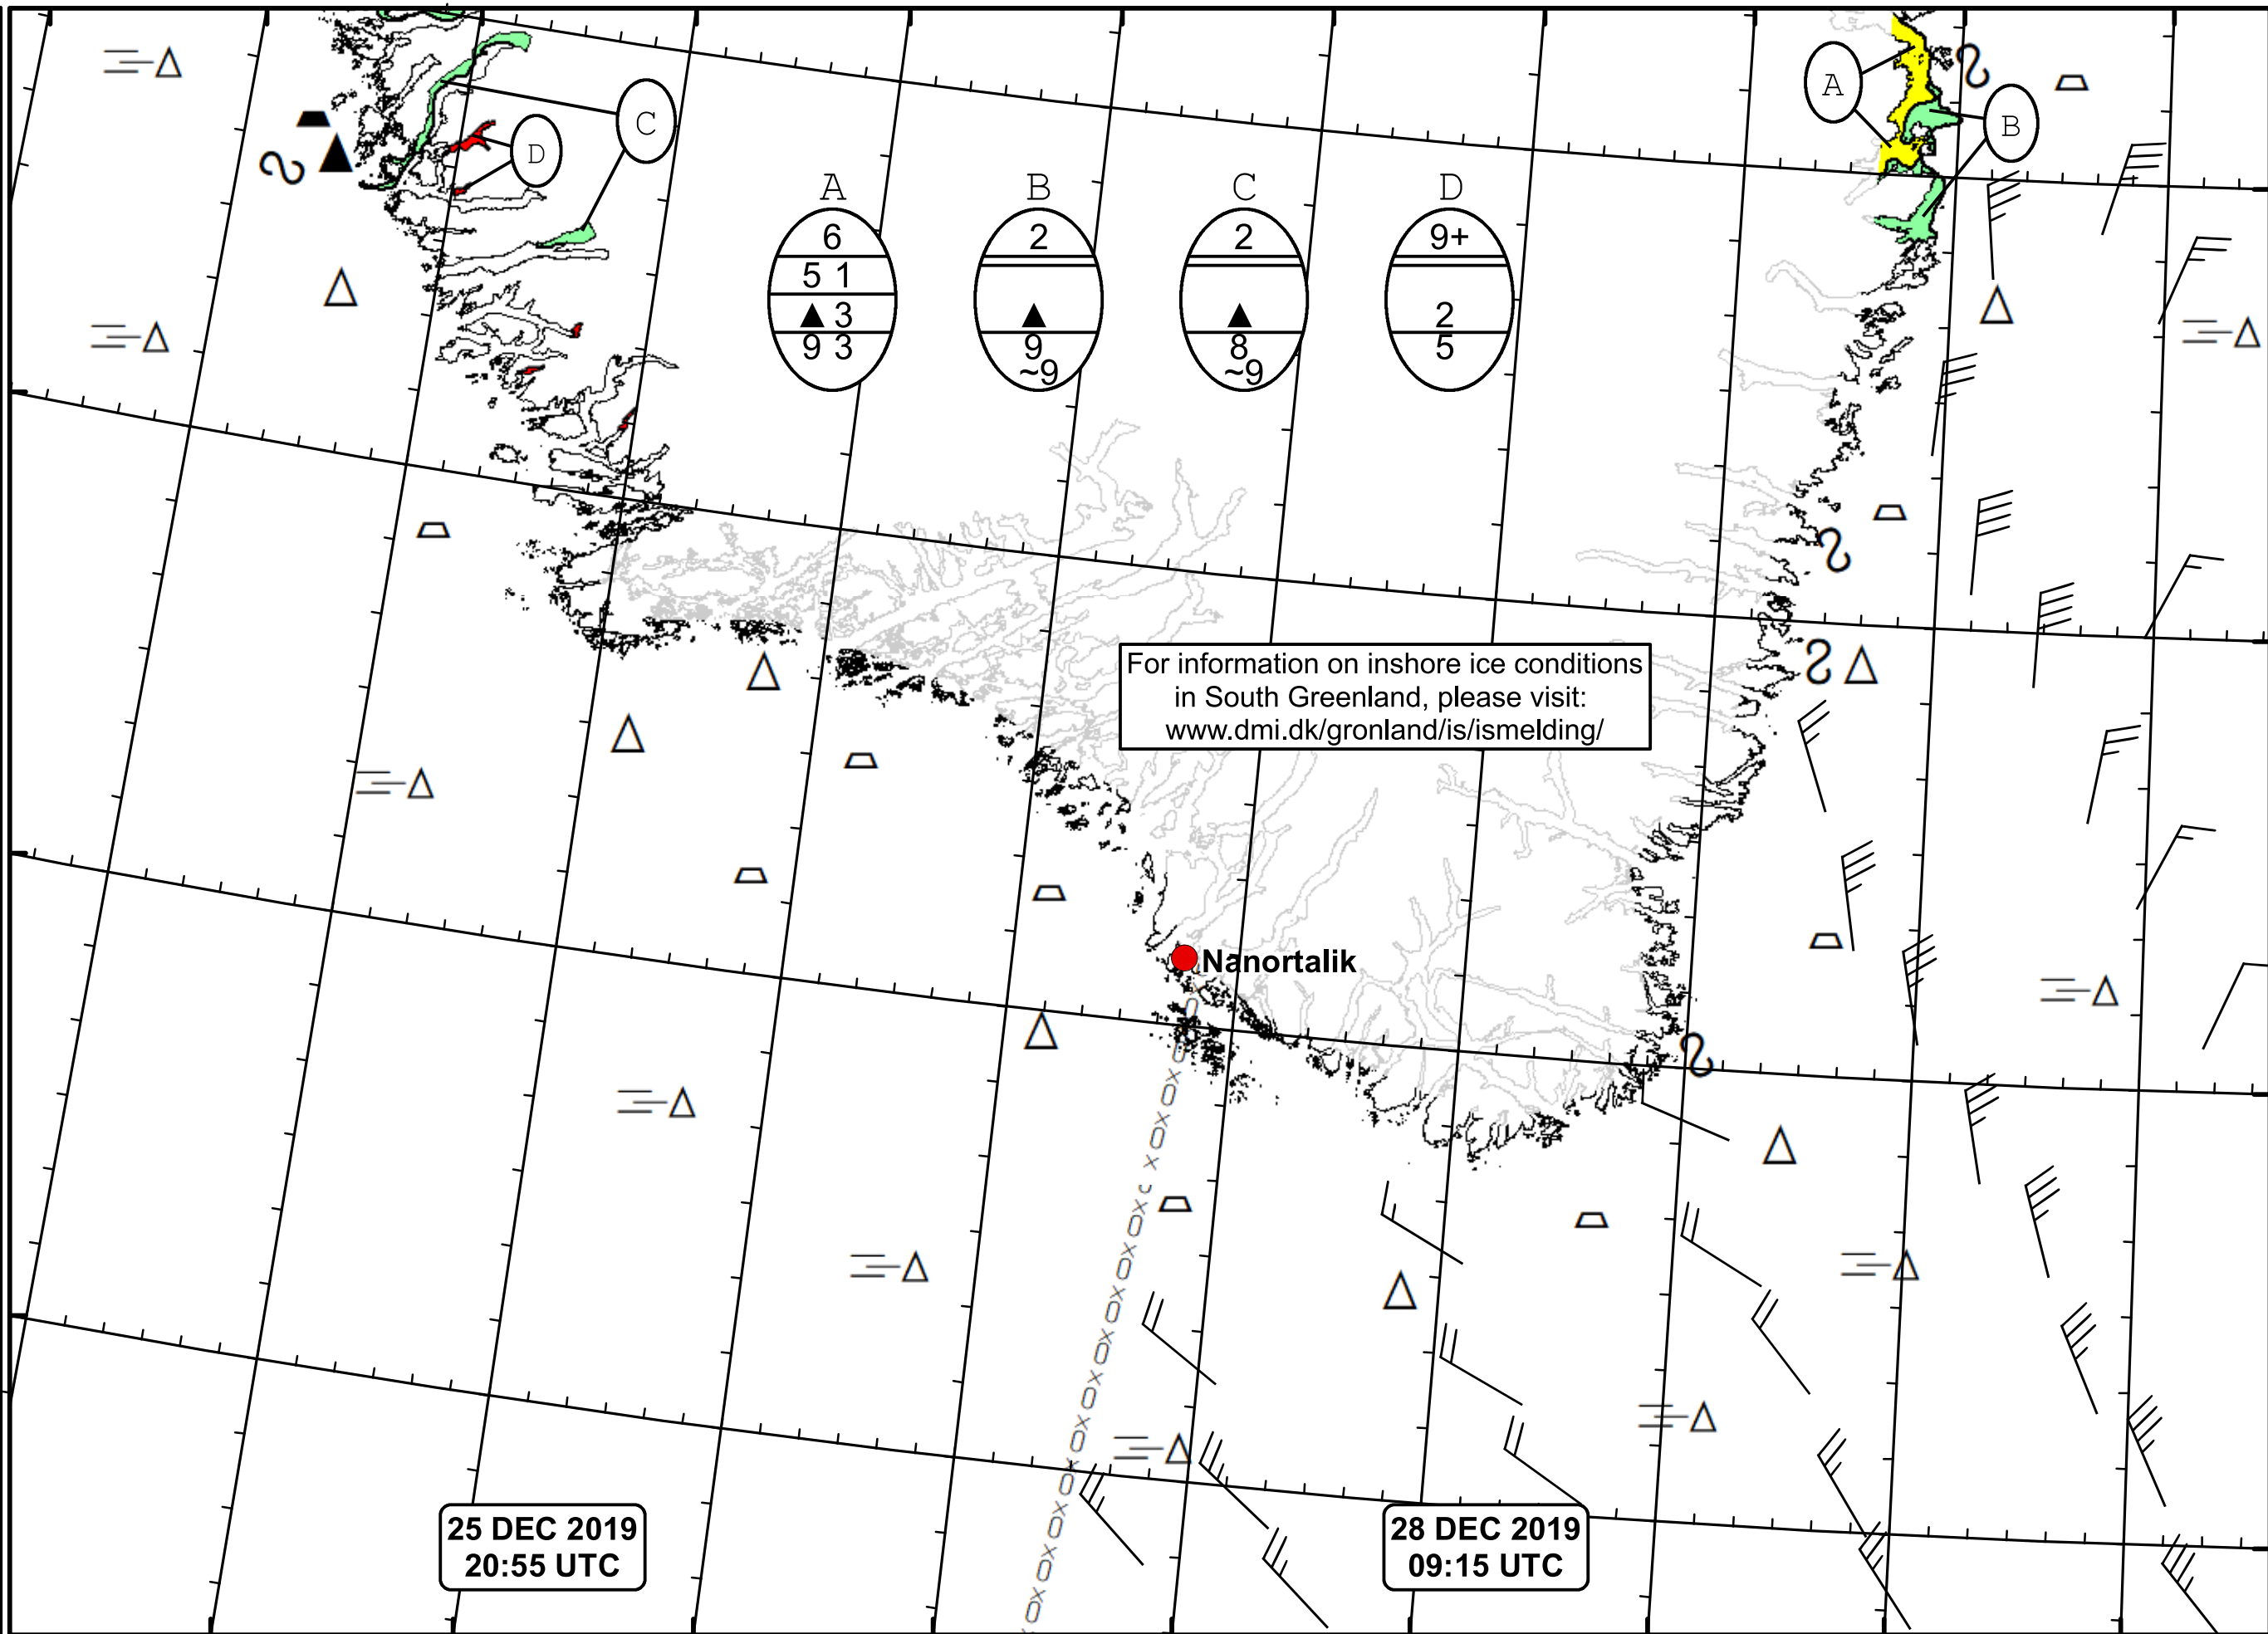 C
D
A
B
A B C D
6 2 2 9+
5 1
▲ 3 ▲ ▲ 2
9 3 9 8 5
~9 ~9
For information on inshore ice conditions
in South Greenland, please visit:
www.dmi.dk/gronland/is/ismelding/
Nanortalik
25 DEC 2019
20:55 UTC
28 DEC 2019
09:15 UTC